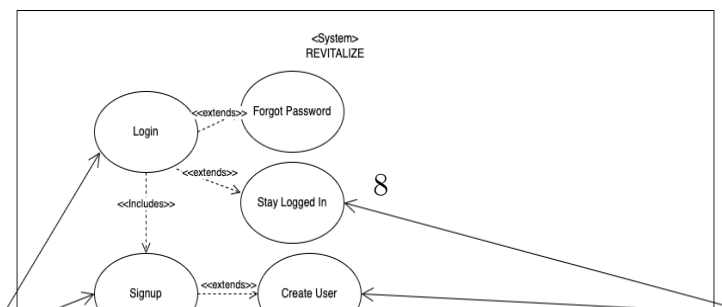 <System>
REVITALIZE
<<extends>>
Forgot Password
Login
<<extends>>
8
Stay Logged In
<<Includes>>
Signup
<<extends>>
Create User